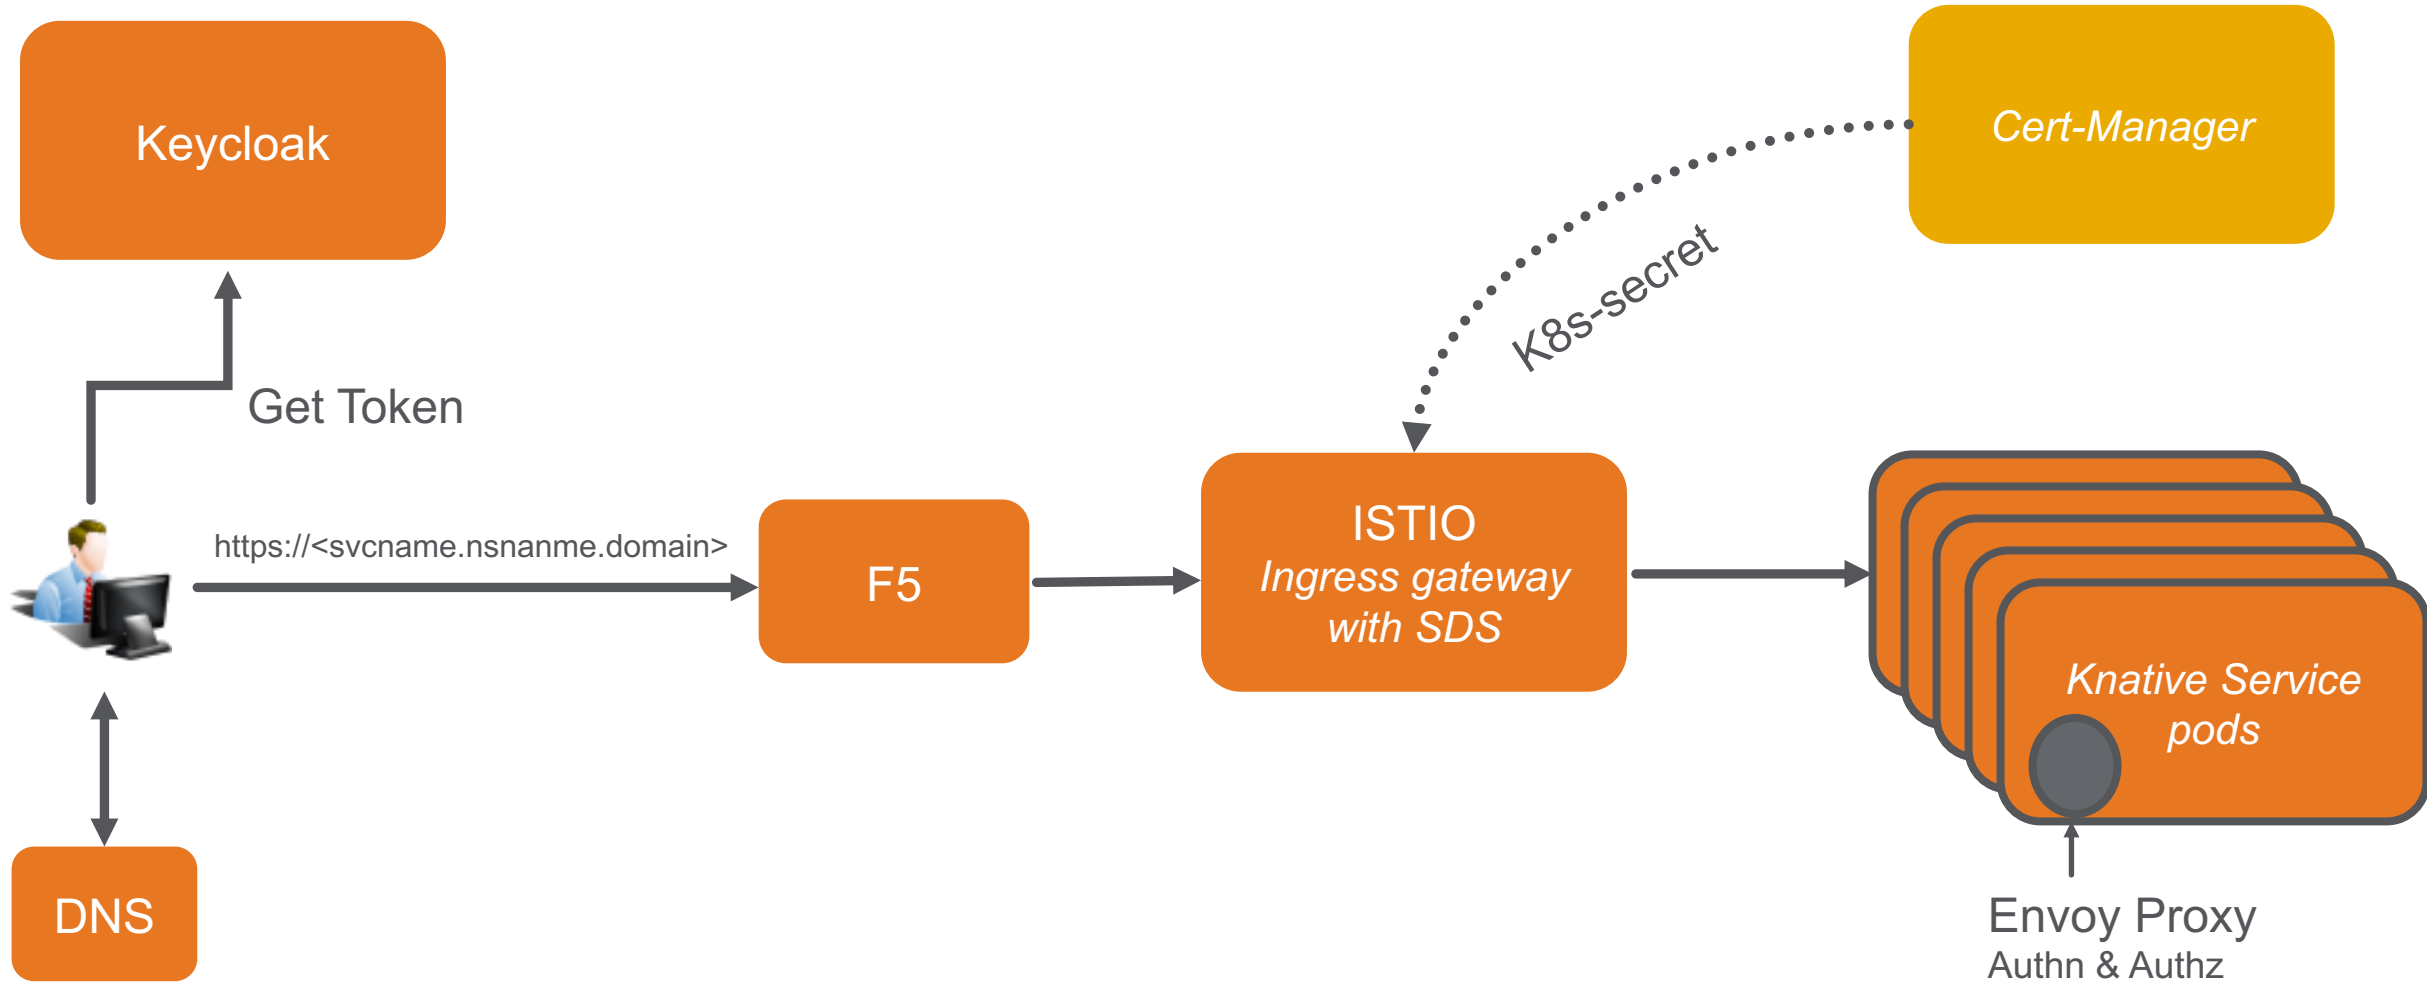 Keycloak
Cert-Manager
K8s-secret
Get Token
https://<svcname.nsnanme.domain>
F5
ISTIO
Ingress gateway
with SDS
Knative Service
pods
DNS
Envoy Proxy
Authn & Authz